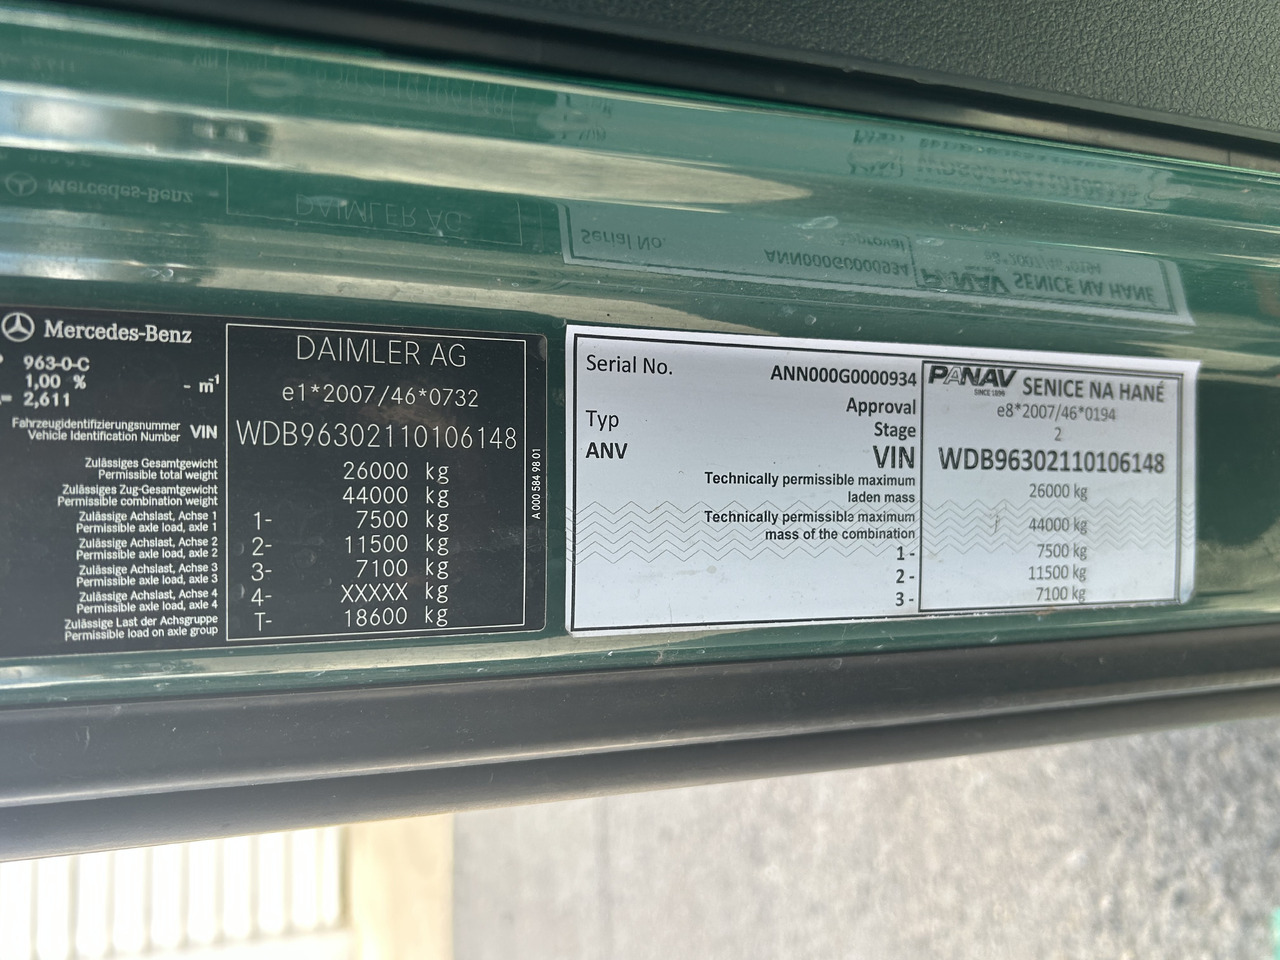 Mercedes-Benz
963-0-C
1,00 %
- m¹
= 2,611
Fahrzeugidentifizierungsnummer
Vehicle Identification Number
VIN
Zulässiges Gesamtgewicht
Permissible total weight
Zulässiges Zug-Gesamtgewicht
Permissible combination weight
Zulässige Achslast, Achse 1
Permissible axle load, axle 1
Zulässige Achslast, Achse 2
Permissible axle load, axle 2
Zulässige Achslast, Achse 3
Permissible axle load, axle 3
Zulässige Achslast, Achse 4
Permissible axle load, axle 4
Zulässige Last der Achsgruppe
Permissible load on axle group
DAIMLER AG
e1*2007/46*0732
WDB96302110106148
26000 kg
44000 kg
1- 7500 kg
2- 11500 kg
3- 7100 kg
4- XXXXX kg
T- 18600 kg
A 000 584 98 01
Serial No.
ANN000G0000934
Typ
ANV
Approval
Stage
VIN
Technically permissible maximum
laden mass
Technically permissible maximum
mass of the combination
1 -
2 -
3 -
PANAV
SINCE 1899
SENICE NA HANÉ
e8*2007/46*0194
2
WDB96302110106148
26000 kg
44000 kg
7500 kg
11500 kg
7100 kg